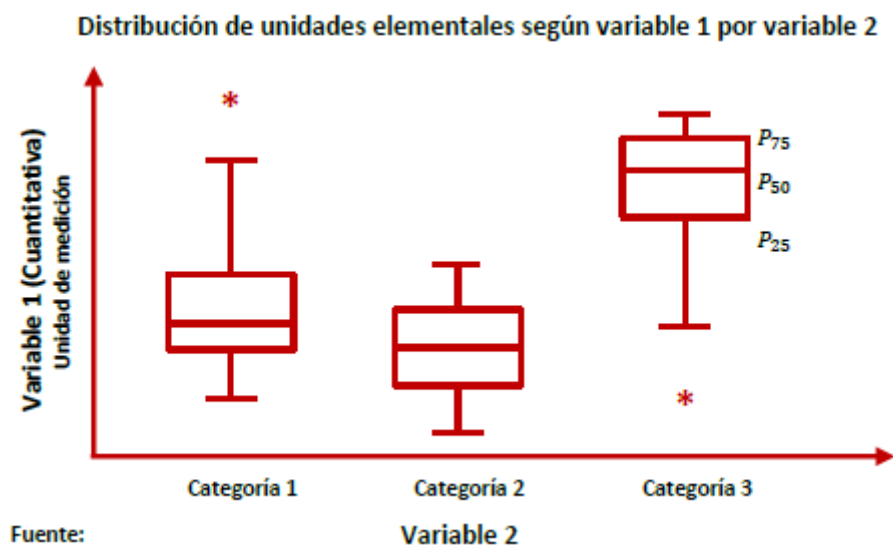 Distribución de unidades elementales según variable 1 por variable 2
Variable 1 (Cuantitativa)
Unidad de medición
*
P75
P50
P25
*
Categoría 1
Categoría 2
Categoría 3
Fuente:
Variable 2